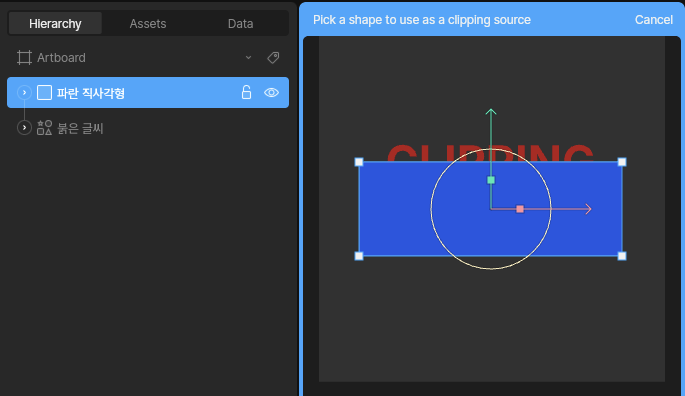 Hierarchy Assets Data
Artboard
파란 직사각형
붉은 글씨
Pick a shape to use as a clipping source Cancel
CLIPPING